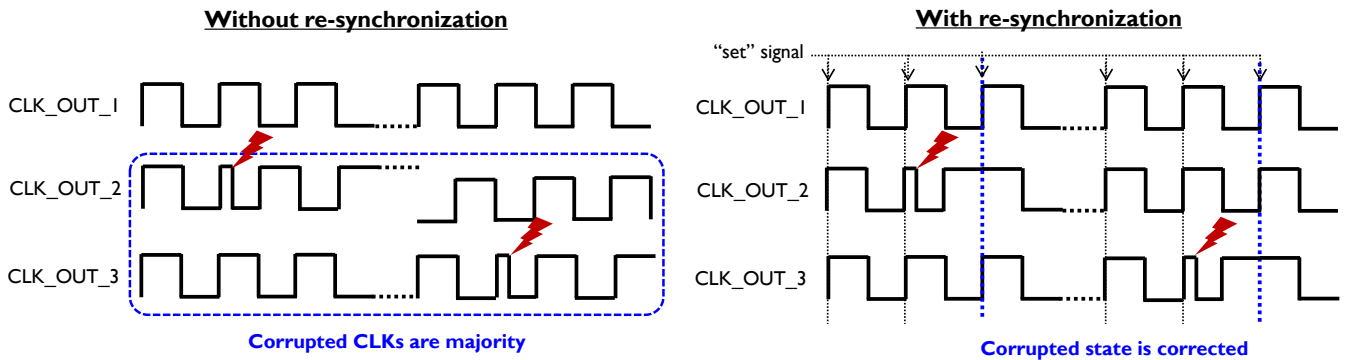 Without re-synchronization
CLK_OUT_1
CLK_OUT_2
CLK_OUT_3
Corrupted CLKs are majority
With re-synchronization
“set” signal
CLK_OUT_1
CLK_OUT_2
CLK_OUT_3
Corrupted state is corrected